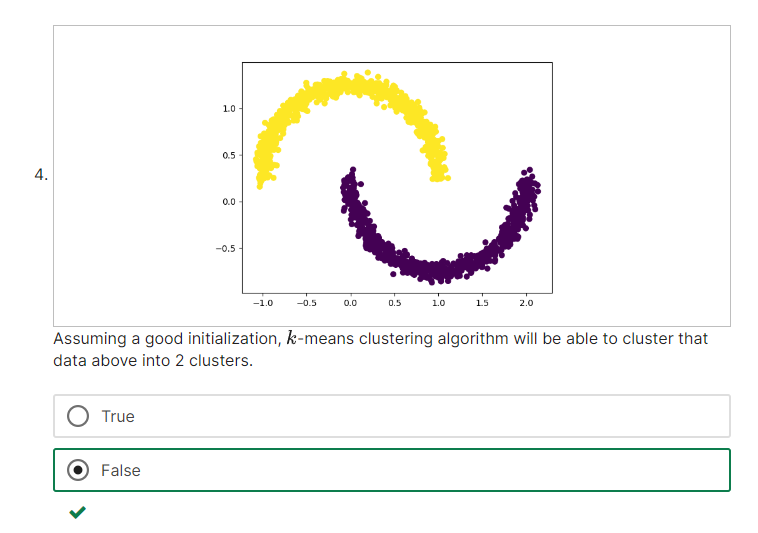 4.
1.0
0.5
0.0
−0.5
−1.0 −0.5 0.0 0.5 1.0 1.5 2.0
Assuming a good initialization, k-means clustering algorithm will be able to cluster that
data above into 2 clusters.
True
False